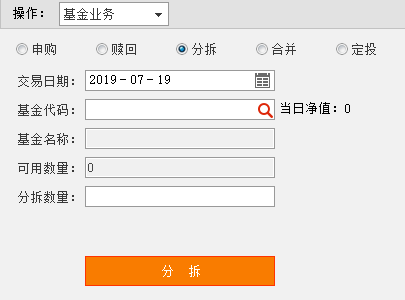 操作： 基金业务
申购 赎回 分拆 合并 定投
交易日期： 2019-07-19
基金代码： 当日净值：0
基金名称：
可用数量： 0
分拆数量：
分 拆